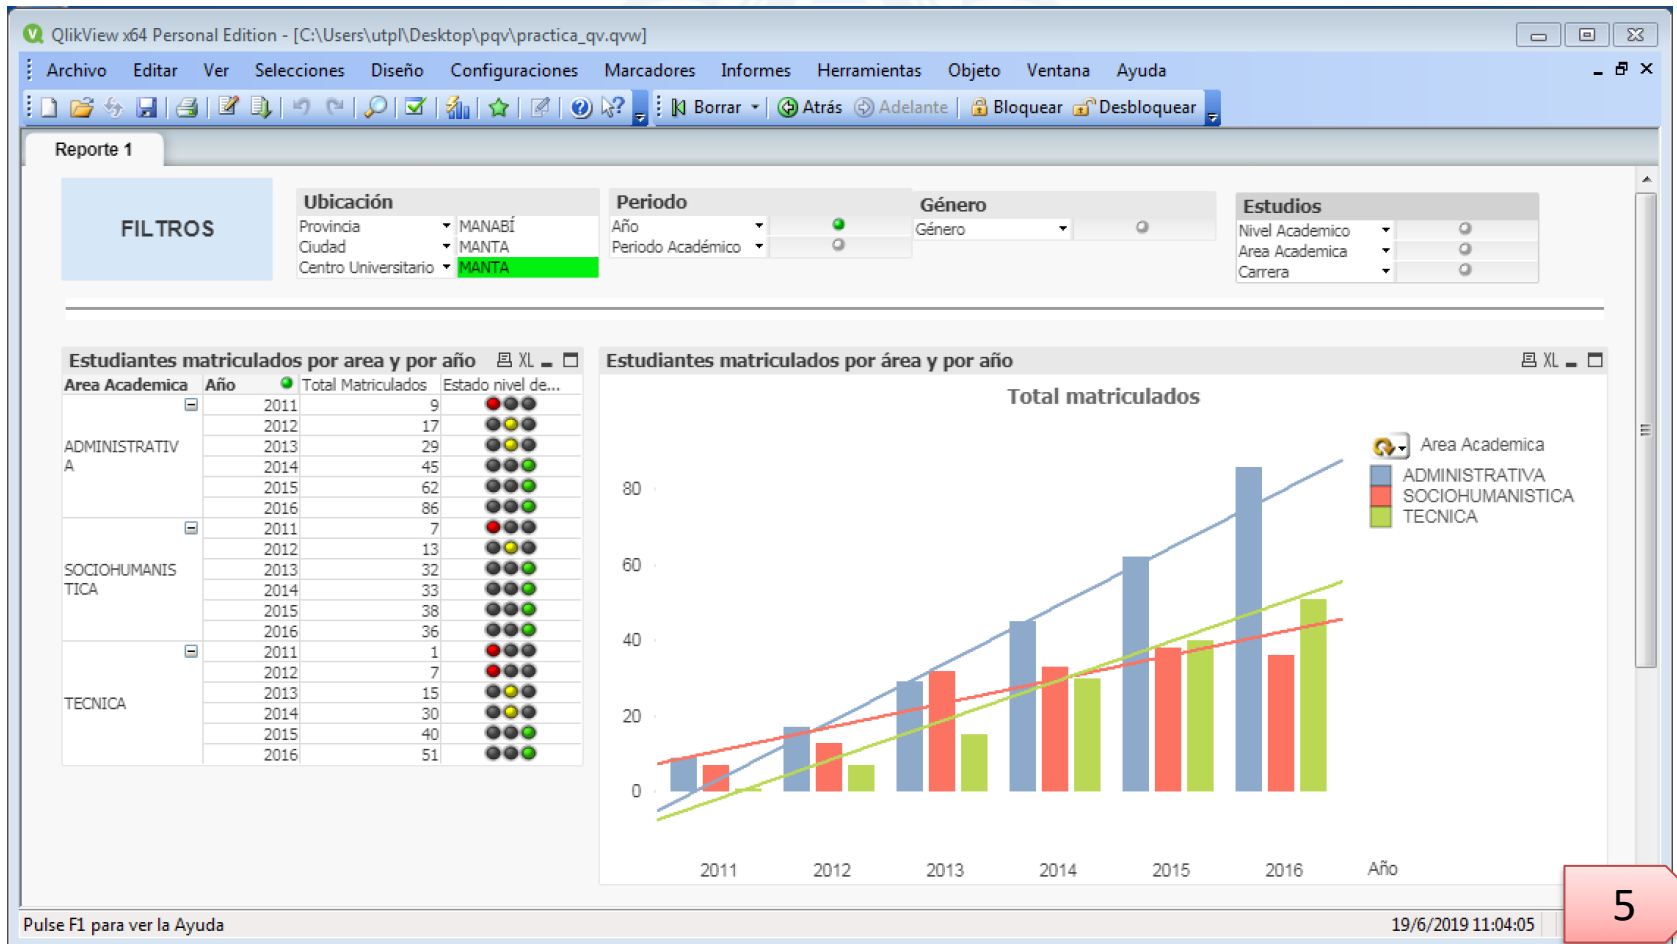 QlikView x64 Personal Edition - [C:\Users\utpl\Desktop\pqv\practica_qv.qvw]
Archivo Editar Ver Selecciones Diseño Configuraciones Marcadores Informes Herramientas Objeto Ventana Ayuda
Borrar Atrás Adelante Bloquear Desbloquear
Reporte 1
FILTROS
Ubicación
Provincia MANABÍ
Ciudad MANTA
Centro Universitario MANTA
Periodo
Año
Periodo Académico
Género
Género
Estudios
Nivel Academico
Area Academica
Carrera
Estudiantes matriculados por area y por año XL
Area Academica Año Total Matriculados Estado nivel de...
ADMINISTRATIV
A
2011 9
2012 17
2013 29
2014 45
2015 62
2016 86
SOCIOHUMANIS
TICA
2011 7
2012 13
2013 32
2014 33
2015 38
2016 36
TECNICA
2011 1
2012 7
2013 15
2014 30
2015 40
2016 51
Estudiantes matriculados por área y por año XL
Total matriculados
Area Academica
ADMINISTRATIVA
SOCIOHUMANISTICA
TECNICA
80
60
40
20
0
2011 2012 2013 2014 2015 2016 Año
5
Pulse F1 para ver la Ayuda 19/6/2019 11:04:05